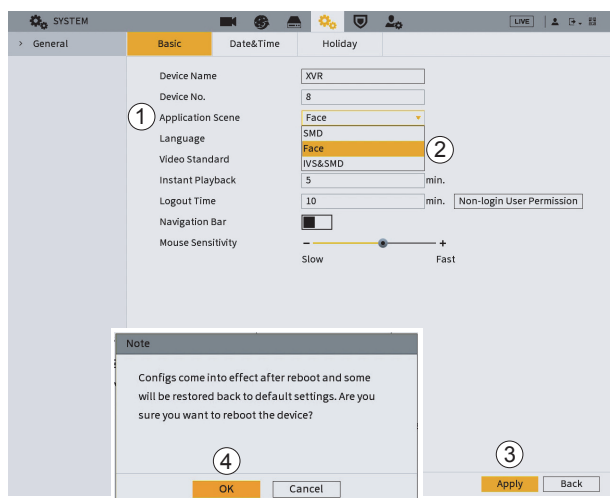 SYSTEM
LIVE
> General
Basic Date&Time Holiday
Device Name XVR
Device No. 8
1 Application Scene Face
SMD
Language
Face 2
Video Standard IVS&SMD
Instant Playback 5 min.
Logout Time 10 min. Non-login User Permission
Navigation Bar
Mouse Sensitivity - +
Slow Fast
Note
Configs come into effect after reboot and some
will be restored back to default settings. Are you
sure you want to reboot the device?
4
OK Cancel
3
Apply Back